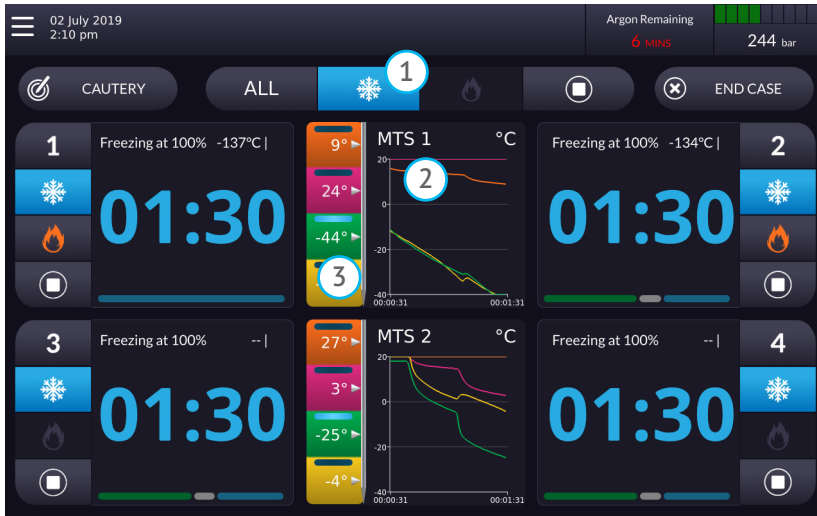 02 July 2019
2:10 pm
Argon Remaining
6 MINS
244 bar
CAUTERY
ALL
1
END CASE
1
Freezing at 100% -137°C |
01:30
9°
24°
-44°
3
MTS 1 °C
2
20
0
-20
-40
00:00:31 00:01:31
Freezing at 100% -134°C |
01:30
2
3
Freezing at 100% -- |
01:30
27°
3°
-25°
-4°
MTS 2 °C
20
0
-20
-40
00:00:31 00:01:31
Freezing at 100% -- |
01:30
4